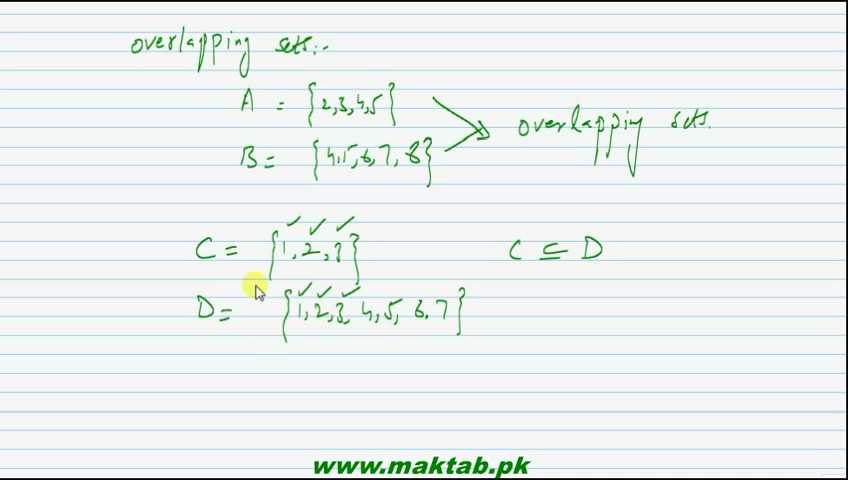 overlapping sets:-
A = {2,3,4,5}
B = {4,5,6,7,8}
overlapping sets.
C = {1,2,3}
C ⊆ D
D = {1,2,3,4,5,6,7}
www.maktab.pk